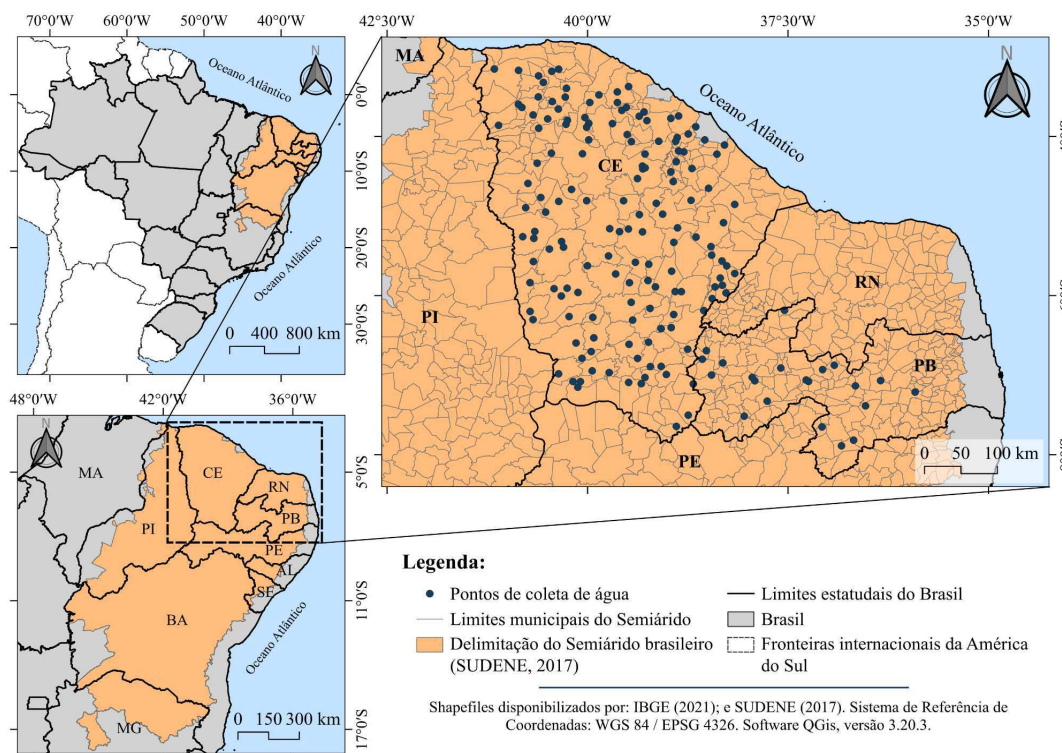 70°0'W 60°0'W 50°0'W 40°0'W
N
Oceano Atlântico
0°0'
10°0'S
20°0'S
30°0'S
Oceano Atlântico
0 400 800 km
42°30'W 40°0'W 37°30'W 35°0'W
MA
N
Oceano Atlântico
CE
RN
PI
PB
PE
0 50 100 km
48°0'W 42°0'W 36°0'W
N
MA
CE
RN
PB
PI
PE
AL
SE
BA
MG
Oceano Atlântico
5°0'S
11°0'S
17°0'S
0 150 300 km
Legenda:
Pontos de coleta de água
Limites municipais do Semiárido
Delimitação do Semiárido brasileiro
(SUDENE, 2017)
Limites estatudais do Brasil
Brasil
Fronteiras internacionais da América
do Sul
Shapefiles disponibilizados por: IBGE (2021); e SUDENE (2017). Sistema de Referência de
Coordenadas: WGS 84 / EPSG 4326. Software QGis, versão 3.20.3.